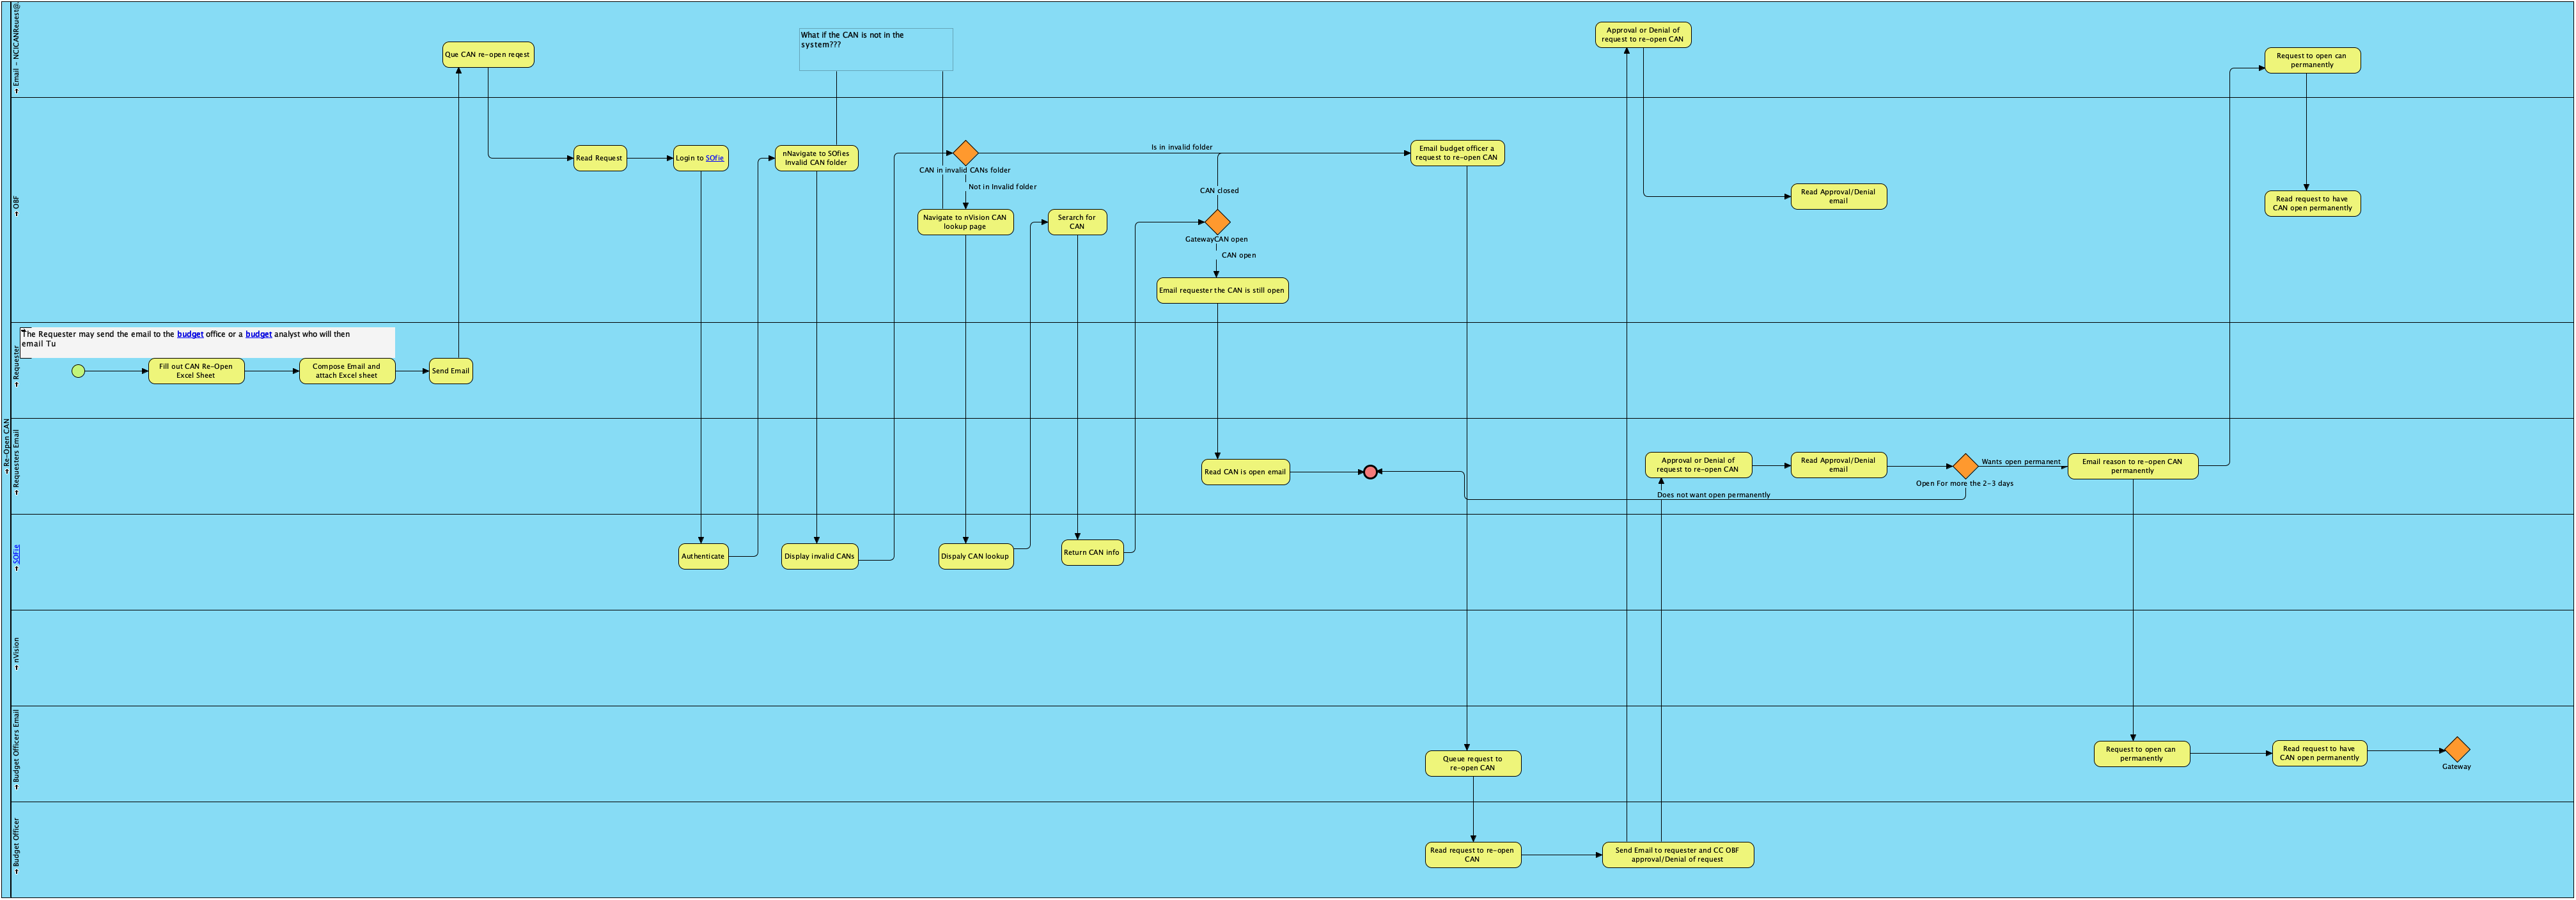 Re-Open CAN
Email - NCICANReuest@.
Que CAN re-open reqest
What if the CAN is not in the
system???
Approval or Denial of
request to re-open CAN
Request to open can
permanently
OBF
Read Request
Login to SOfie
nNavigate to SOfies
Invalid CAN folder
CAN in invalid CANs folder
Is in invalid folder
Not in Invalid folder
Navigate to nVision CAN
lookup page
Serarch for
CAN
CAN closed
GatewayCAN open
CAN open
Email requester the CAN is still open
Email budget officer a
request to re-open CAN
Read Approval/Denial
email
Read request to have
CAN open permanently
Requester
The Requester may send the email to the budget office or a budget analyst who will then
email Tu
Fill out CAN Re-Open
Excel Sheet
Compose Email and
attach Excel sheet
Send Email
Requesters Email
Read CAN is open email
Approval or Denial of
request to re-open CAN
Read Approval/Denial
email
Open For more the 2-3 days
Wants open permanent
Does not want open permanently
Email reason to re-open CAN
permanently
SOFie
Authenticate
Display invalid CANs
Dispaly CAN lookup
Return CAN info
nVision
Budget Officers Email
Queue request to
re-open CAN
Request to open can
permanently
Read request to have
CAN open permanently
Gateway
Budget Officer
Read request to re-open
CAN
Send Email to requester and CC OBF
approval/Denial of request